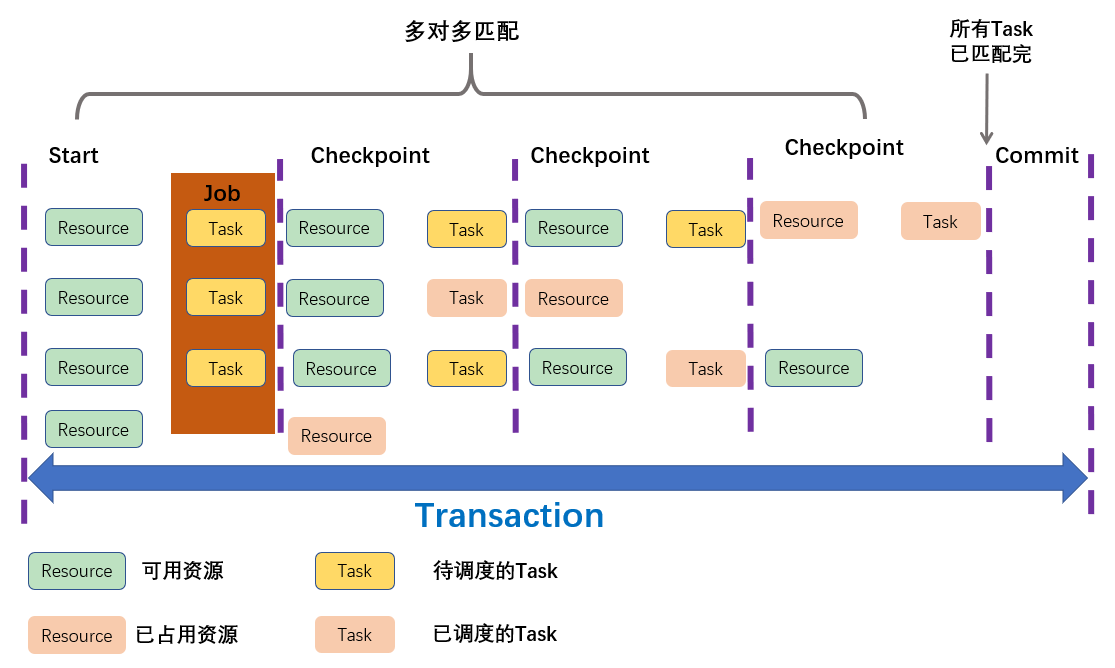 多对多匹配
所有Task
已匹配完
Start
Checkpoint
Checkpoint
Checkpoint
Commit
Job
Resource
Task
Resource
Task
Resource
Task
Resource
Task
Resource
Task
Resource
Task
Resource
Resource
Task
Resource
Task
Resource
Task
Resource
Resource
Resource
Transaction
Resource
可用资源
Task
待调度的Task
Resource
已占用资源
Task
已调度的Task